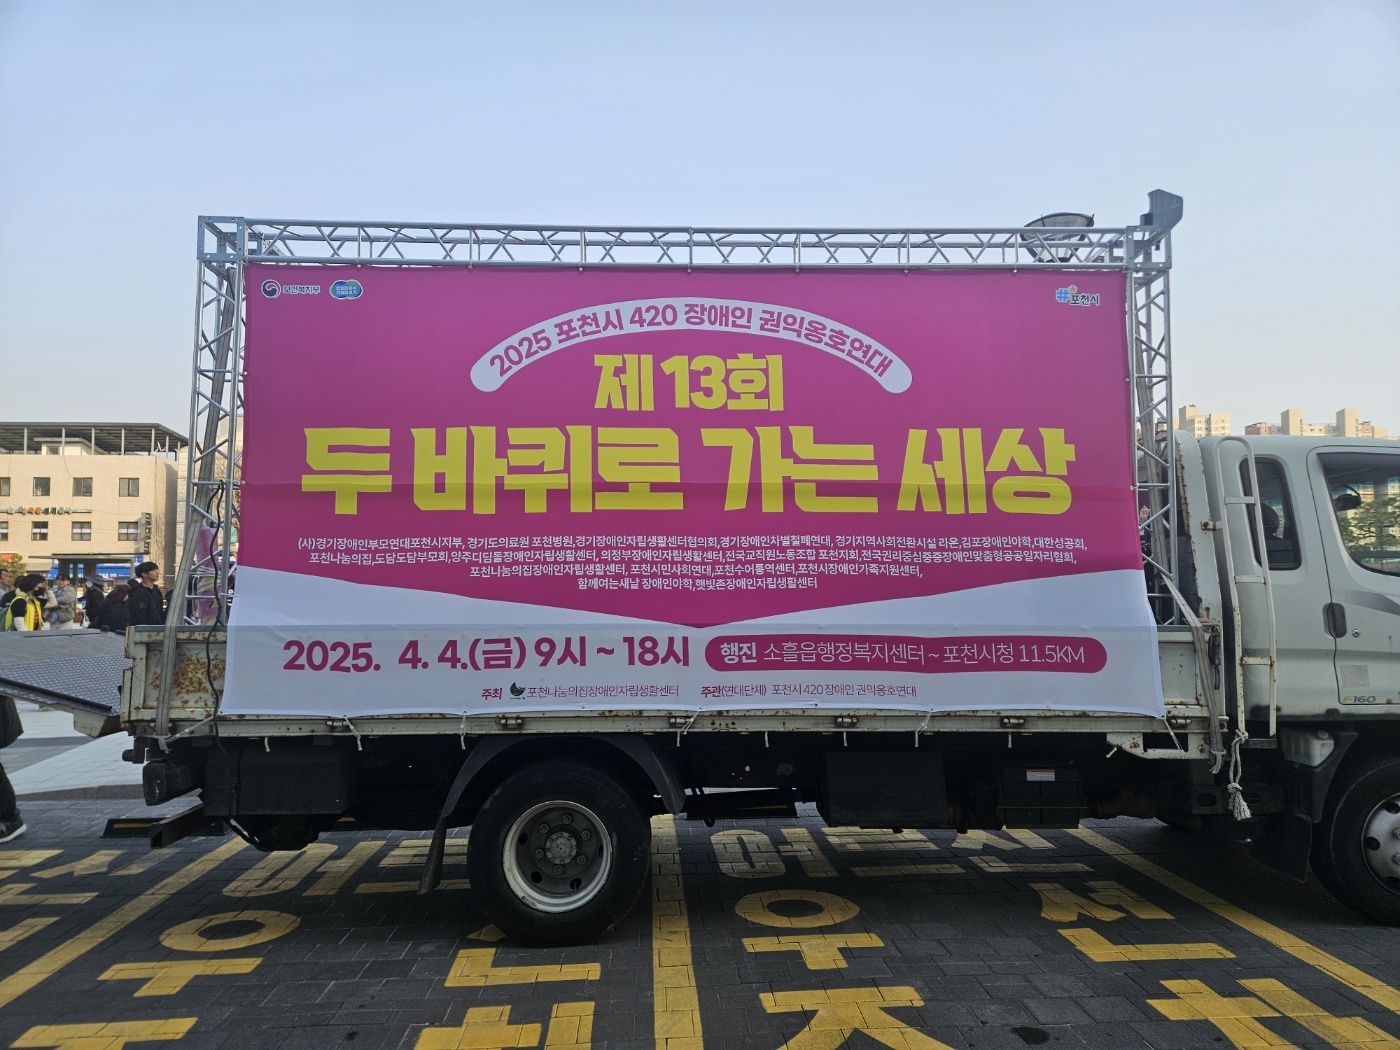 보건복지부
#포천시
2025 포천시 420 장애인 권익옹호연대
제13회
두 바퀴로 가는 세상
(사)경기장애인부모연대포천시지부, 경기도의료원 포천병원,경기장애인자립생활센터협의회,경기장애인차별철폐연대, 경기지역사회전환시설 라온,김포장애인야학,대한성공회,
포천나눔의집,도담도담부모회,양주디딤돌장애인자립생활센터, 의정부장애인자립생활센터,전국교직원노동조합 포천지회,전국권리중심중증장애인맞춤형공공일자리협회,
포천나눔의집장애인자립생활센터, 포천시민사회연대,포천수어통역센터,포천시장애인가족지원센터,
함께여는새날 장애인야학,햇빛촌장애인자립생활센터
2025. 4. 4.(금) 9시 ~ 18시 행진 소흘읍행정복지센터 ~ 포천시청 11.5KM
주최 포천나눔의집장애인자립생활센터 주관(연대단체) 포천시 420 장애인 권익옹호연대
F160